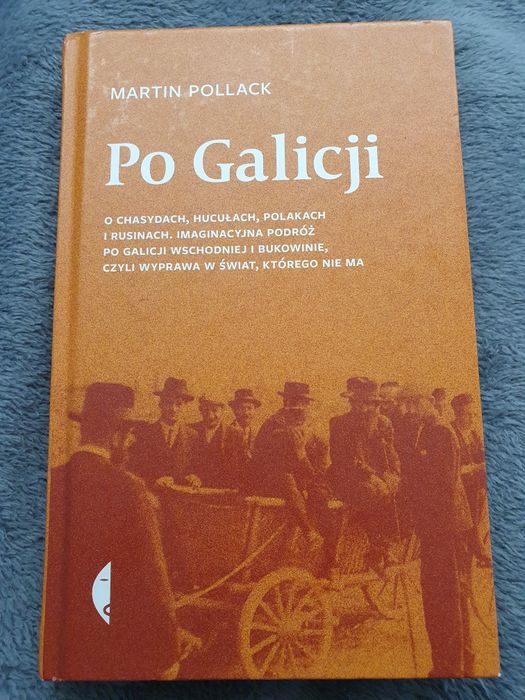 MARTIN POLLACK
Po Galicji
O CHASYDACH, HUCUŁACH, POLAKACH
I RUSINACH. IMAGINACYJNA PODRÓŻ
PO GALICJI WSCHODNIEJ I BUKOWINIE,
CZYLI WYPRAWA W ŚWIAT, KTÓREGO NIE MA